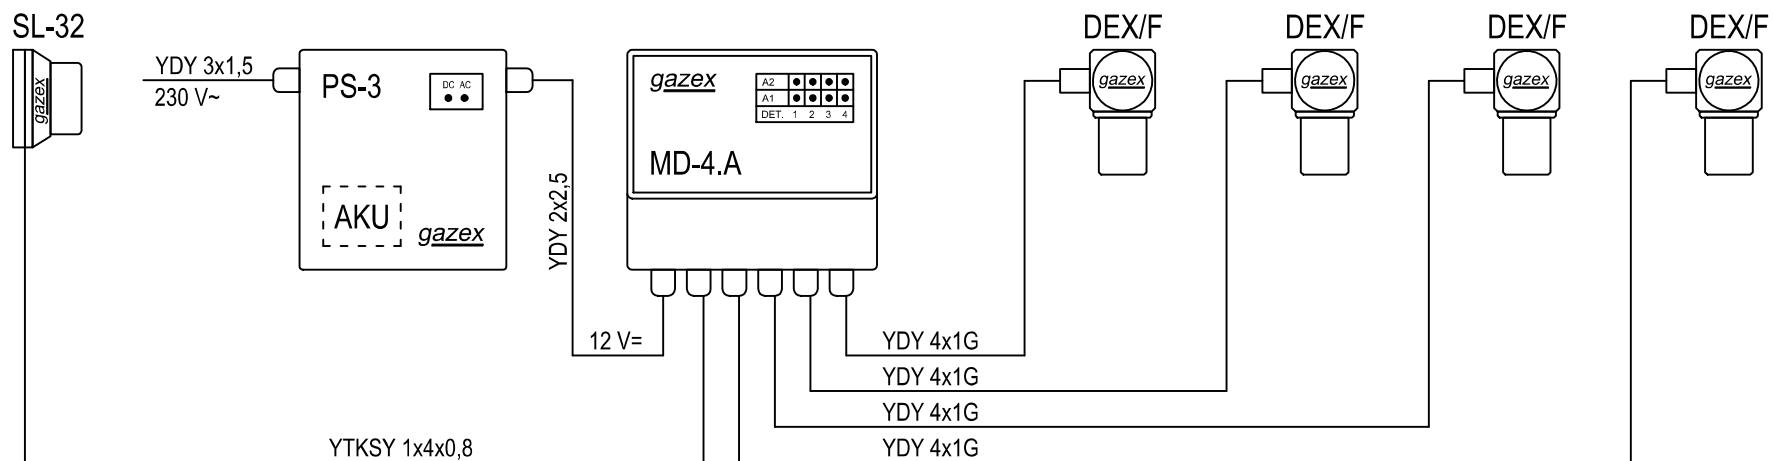 SL-32
gazex
YDY 3x1,5
230 V~
PS-3
DC AC
AKU
gazex
YDY 2x2,5
12 V=
gazex
A2
A1
DET. 1 2 3 4
MD-4.A
DEX/F
gazex
DEX/F
gazex
DEX/F
gazex
DEX/F
gazex
YDY 4x1G
YDY 4x1G
YDY 4x1G
YDY 4x1G
YTKSY 1x4x0,8